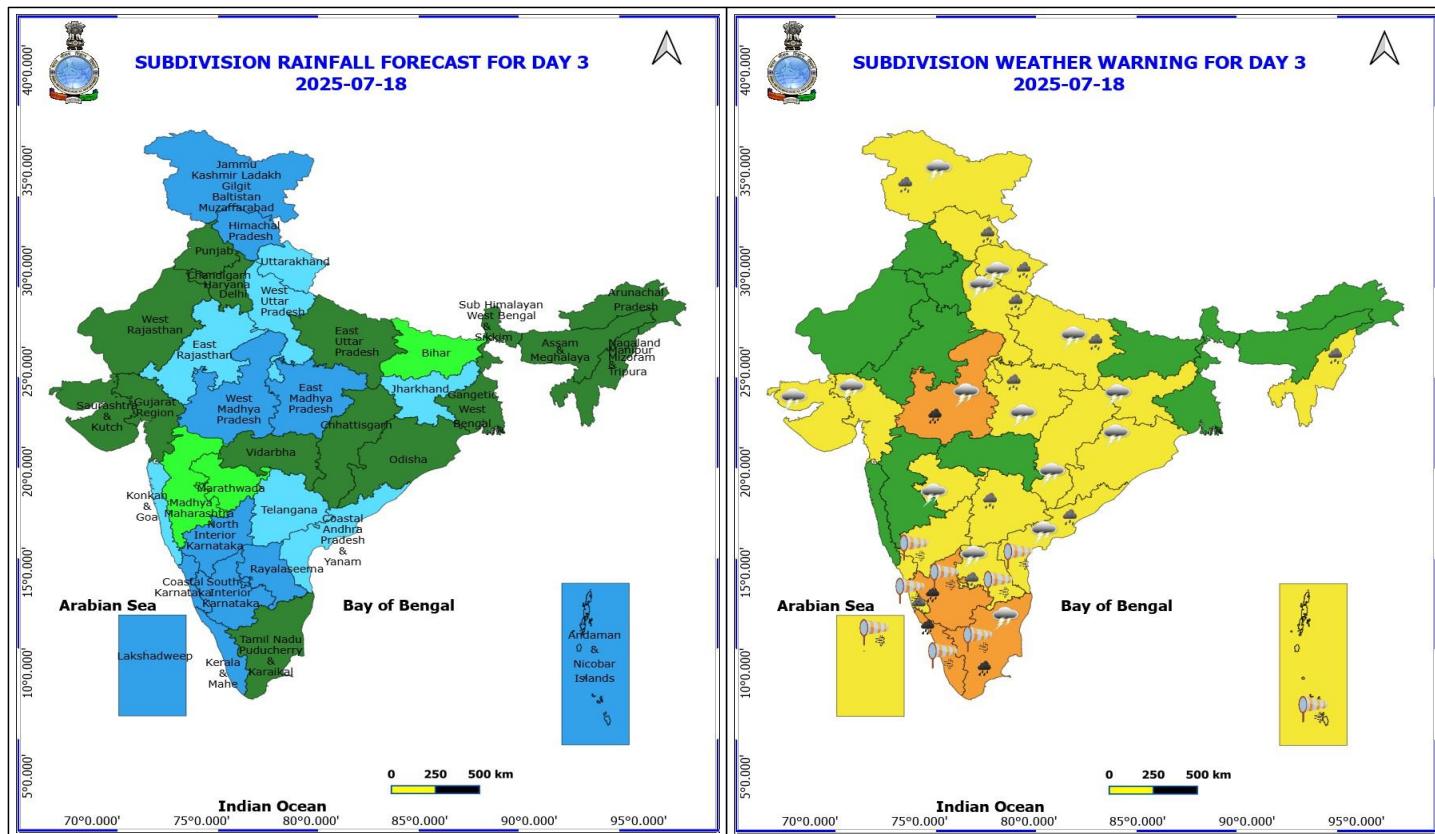 SUBDIVISION RAINFALL FORECAST FOR DAY 3
2025-07-18
40°0.000'
35°0.000'
30°0.000'
25°0.000'
20°0.000'
15°0.000'
10°0.000'
5°0.000'
Jammu
Kashmir Ladakh
Gilgit
Baltistan
Muzaffarabad
Himachal
Pradesh
Punjab
Uttarakhand
Chandigarh
Haryana
Delhi
West
Uttar
Pradesh
West
Rajasthan
East
Rajasthan
East
Uttar
Pradesh
Bihar
Sub Himalayan
West Bengal
&
Sikkim
Arunachal
Pradesh
Assam
&
Meghalaya
Nagaland
Manipur
Mizoram
&
Tripura
Jharkhand
Gangetic
West
Bengal
Saurashtra
&
Kutch
Gujarat
Region
West
Madhya
Pradesh
East
Madhya
Pradesh
Chhattisgarh
Vidarbha
Odisha
Konkan
&
Goa
Madhya
Maharashtra
Marathwada
Telangana
North
Interior
Karnataka
Coastal
Andhra
Pradesh
&
Yanam
Rayalaseema
Coastal
Karnataka
South
Interior
Karnataka
Arabian Sea
Bay of Bengal
Lakshadweep
Kerala
&
Mahe
Tamil Nadu
Puducherry
&
Karaikal
Andaman
&
Nicobar
Islands
0 250 500 km
Indian Ocean
70°0.000' 75°0.000' 80°0.000' 85°0.000' 90°0.000' 95°0.000'
SUBDIVISION WEATHER WARNING FOR DAY 3
2025-07-18
40°0.000'
35°0.000'
30°0.000'
25°0.000'
20°0.000'
15°0.000'
10°0.000'
5°0.000'
Arabian Sea
Bay of Bengal
0 250 500 km
Indian Ocean
70°0.000' 75°0.000' 80°0.000' 85°0.000' 90°0.000' 95°0.000'